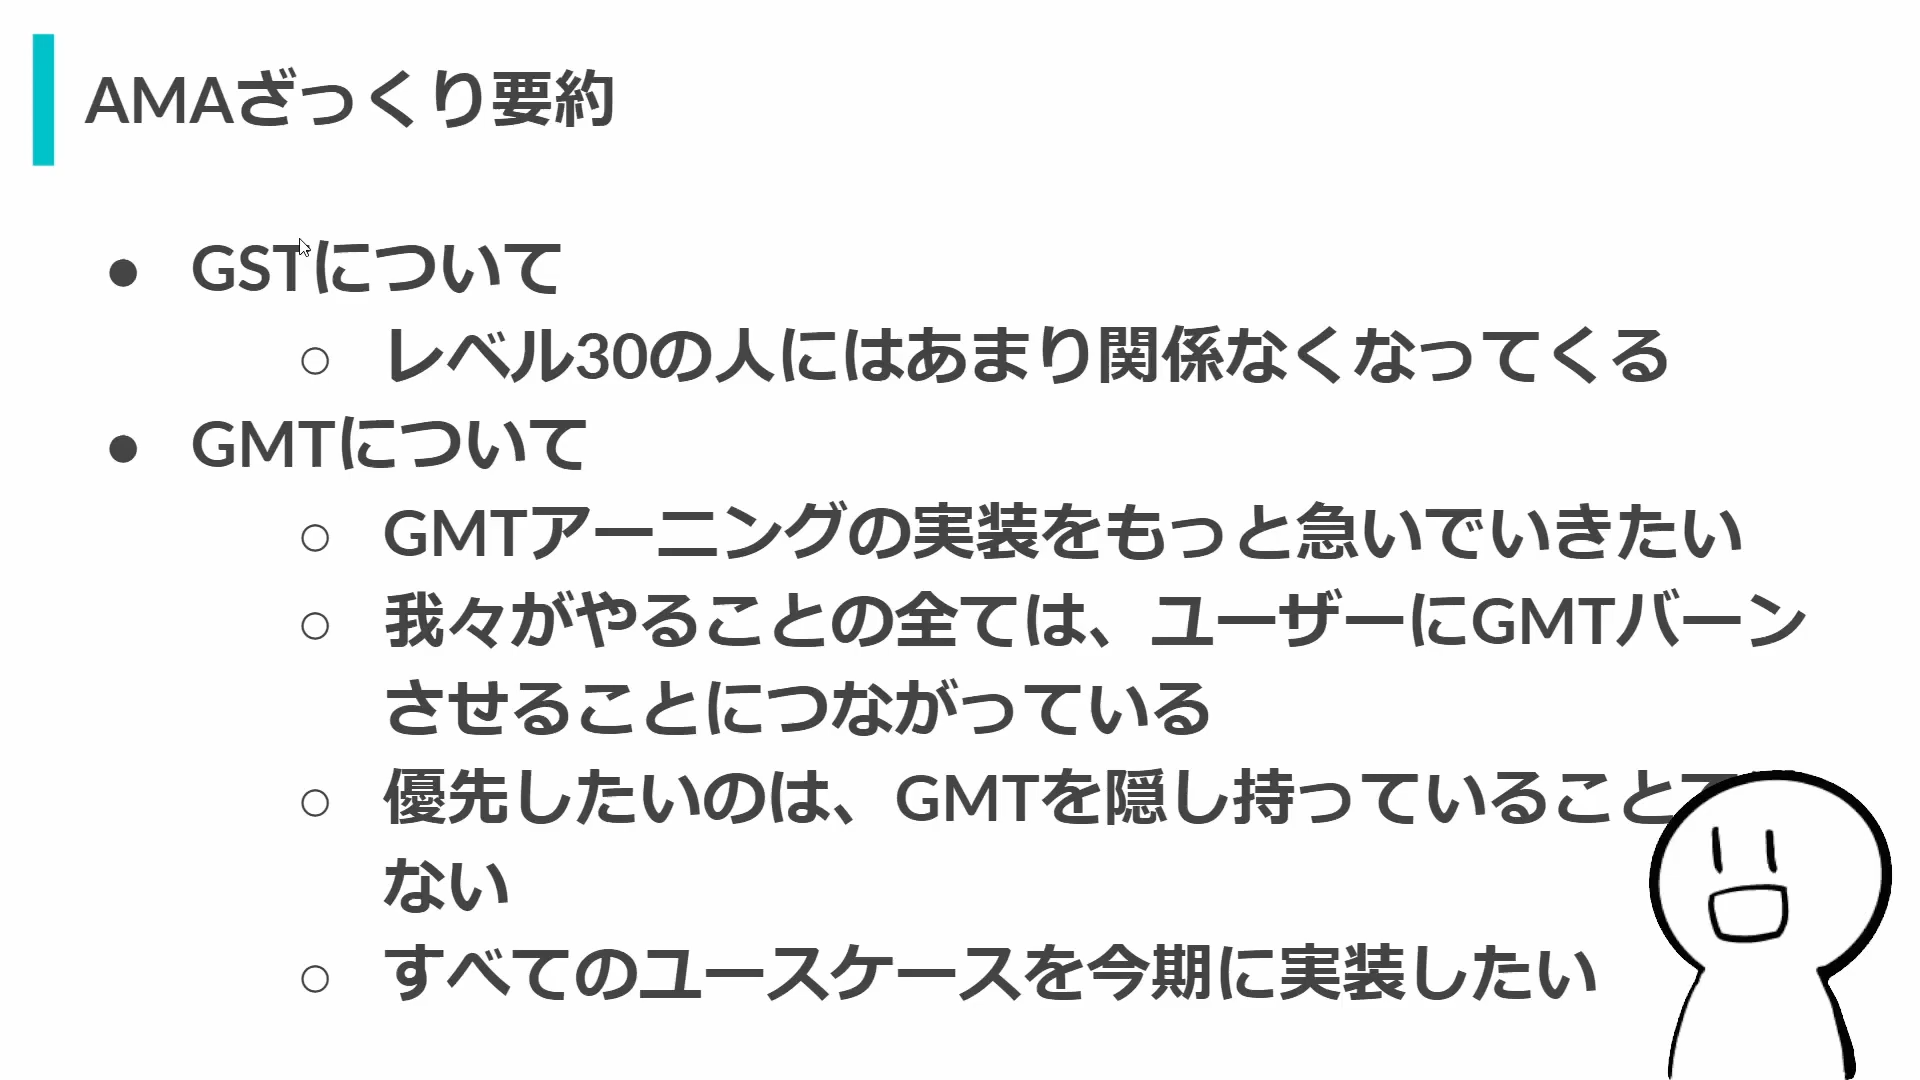 AMAざっくり要約
GSTについて
レベル30の人にはあまり関係なくなってくる
GMTについて
GMTアーニングの実装をもっと急いでいきたい
我々がやることの全ては、ユーザーにGMTバーン
させることにつながっている
優先したいのは、GMTを隠し持っていること
ない
すべてのユースケースを今期に実装したい